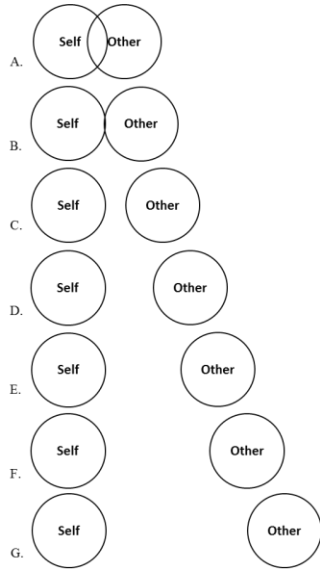 Self Other
A.
Self Other
B.
Self Other
C.
Self Other
D.
Self Other
E.
Self Other
F.
Self Other
G.